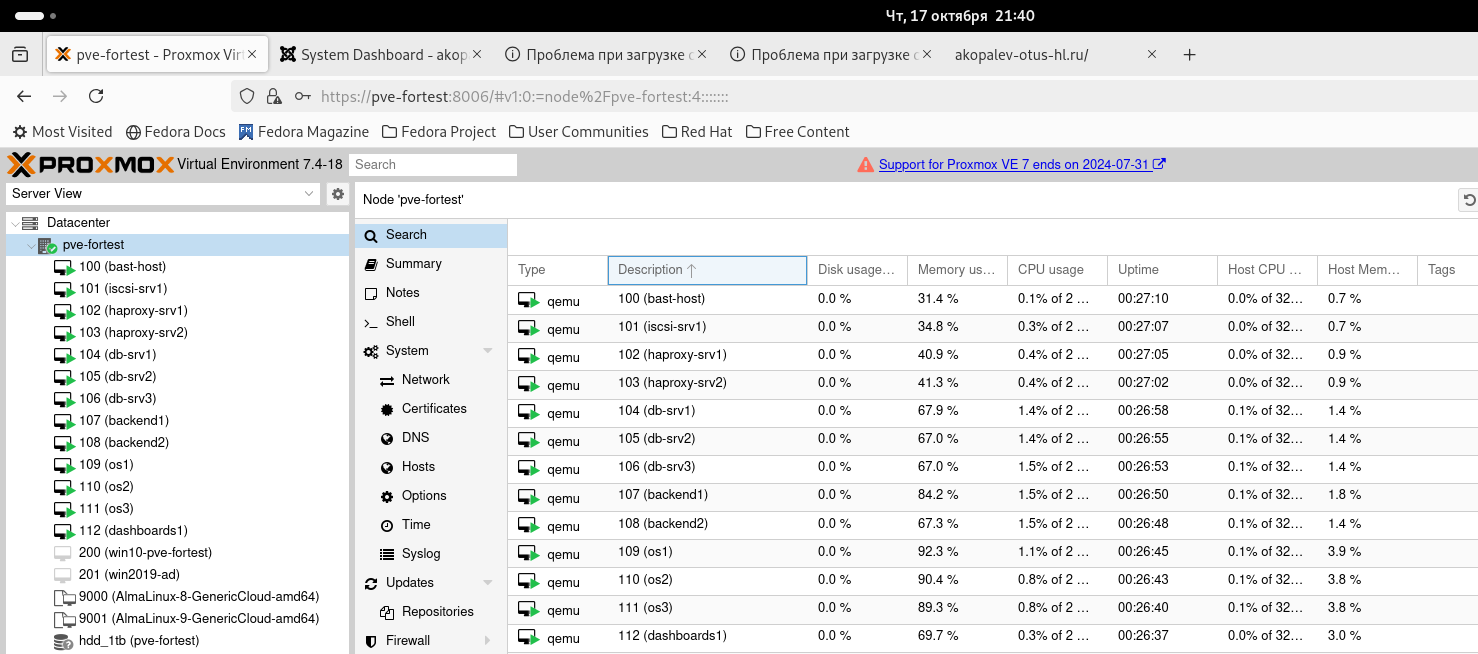 Чт, 17 октября 21:40
pve-fortest - Proxmox Virt
System Dashboard - akop
Проблема при загрузке с
Проблема при загрузке с
akopalev-otus-hl.ru/
https://pve-fortest:8006/#v1:0:=node%2Fpve-fortest:4:::::::
Most Visited Fedora Docs Fedora Magazine Fedora Project User Communities Red Hat Free Content
PROXMOX Virtual Environment 7.4-18 Search
Support for Proxmox VE 7 ends on 2024-07-31
Server View
Datacenter
pve-fortest
100 (bast-host)
101 (iscsi-srv1)
102 (haproxy-srv1)
103 (haproxy-srv2)
104 (db-srv1)
105 (db-srv2)
106 (db-srv3)
107 (backend1)
108 (backend2)
109 (os1)
110 (os2)
111 (os3)
112 (dashboards1)
200 (win10-pve-fortest)
201 (win2019-ad)
9000 (AlmaLinux-8-GenericCloud-amd64)
9001 (AlmaLinux-9-GenericCloud-amd64)
hdd_1tb (pve-fortest)
Node 'pve-fortest'
Search
Summary
Notes
Shell
System
Network
Certificates
DNS
Hosts
Options
Time
Syslog
Updates
Repositories
Firewall
Type Description Disk usage... Memory us... CPU usage Uptime Host CPU ... Host Mem... Tags
qemu 100 (bast-host) 0.0 % 31.4 % 0.1% of 2 ... 00:27:10 0.0% of 32... 0.7 %
qemu 101 (iscsi-srv1) 0.0 % 34.8 % 0.3% of 2 ... 00:27:07 0.0% of 32... 0.7 %
qemu 102 (haproxy-srv1) 0.0 % 40.9 % 0.4% of 2 ... 00:27:05 0.0% of 32... 0.9 %
qemu 103 (haproxy-srv2) 0.0 % 41.3 % 0.4% of 2 ... 00:27:02 0.0% of 32... 0.9 %
qemu 104 (db-srv1) 0.0 % 67.9 % 1.4% of 2 ... 00:26:58 0.1% of 32... 1.4 %
qemu 105 (db-srv2) 0.0 % 67.0 % 1.4% of 2 ... 00:26:55 0.1% of 32... 1.4 %
qemu 106 (db-srv3) 0.0 % 67.0 % 1.5% of 2 ... 00:26:53 0.1% of 32... 1.4 %
qemu 107 (backend1) 0.0 % 84.2 % 1.5% of 2 ... 00:26:50 0.1% of 32... 1.8 %
qemu 108 (backend2) 0.0 % 67.3 % 1.5% of 2 ... 00:26:48 0.1% of 32... 1.4 %
qemu 109 (os1) 0.0 % 92.3 % 1.1% of 2 ... 00:26:45 0.1% of 32... 3.9 %
qemu 110 (os2) 0.0 % 90.4 % 0.8% of 2 ... 00:26:43 0.1% of 32... 3.8 %
qemu 111 (os3) 0.0 % 89.3 % 0.8% of 2 ... 00:26:40 0.1% of 32... 3.8 %
qemu 112 (dashboards1) 0.0 % 69.7 % 0.3% of 2 ... 00:26:37 0.0% of 32... 3.0 %